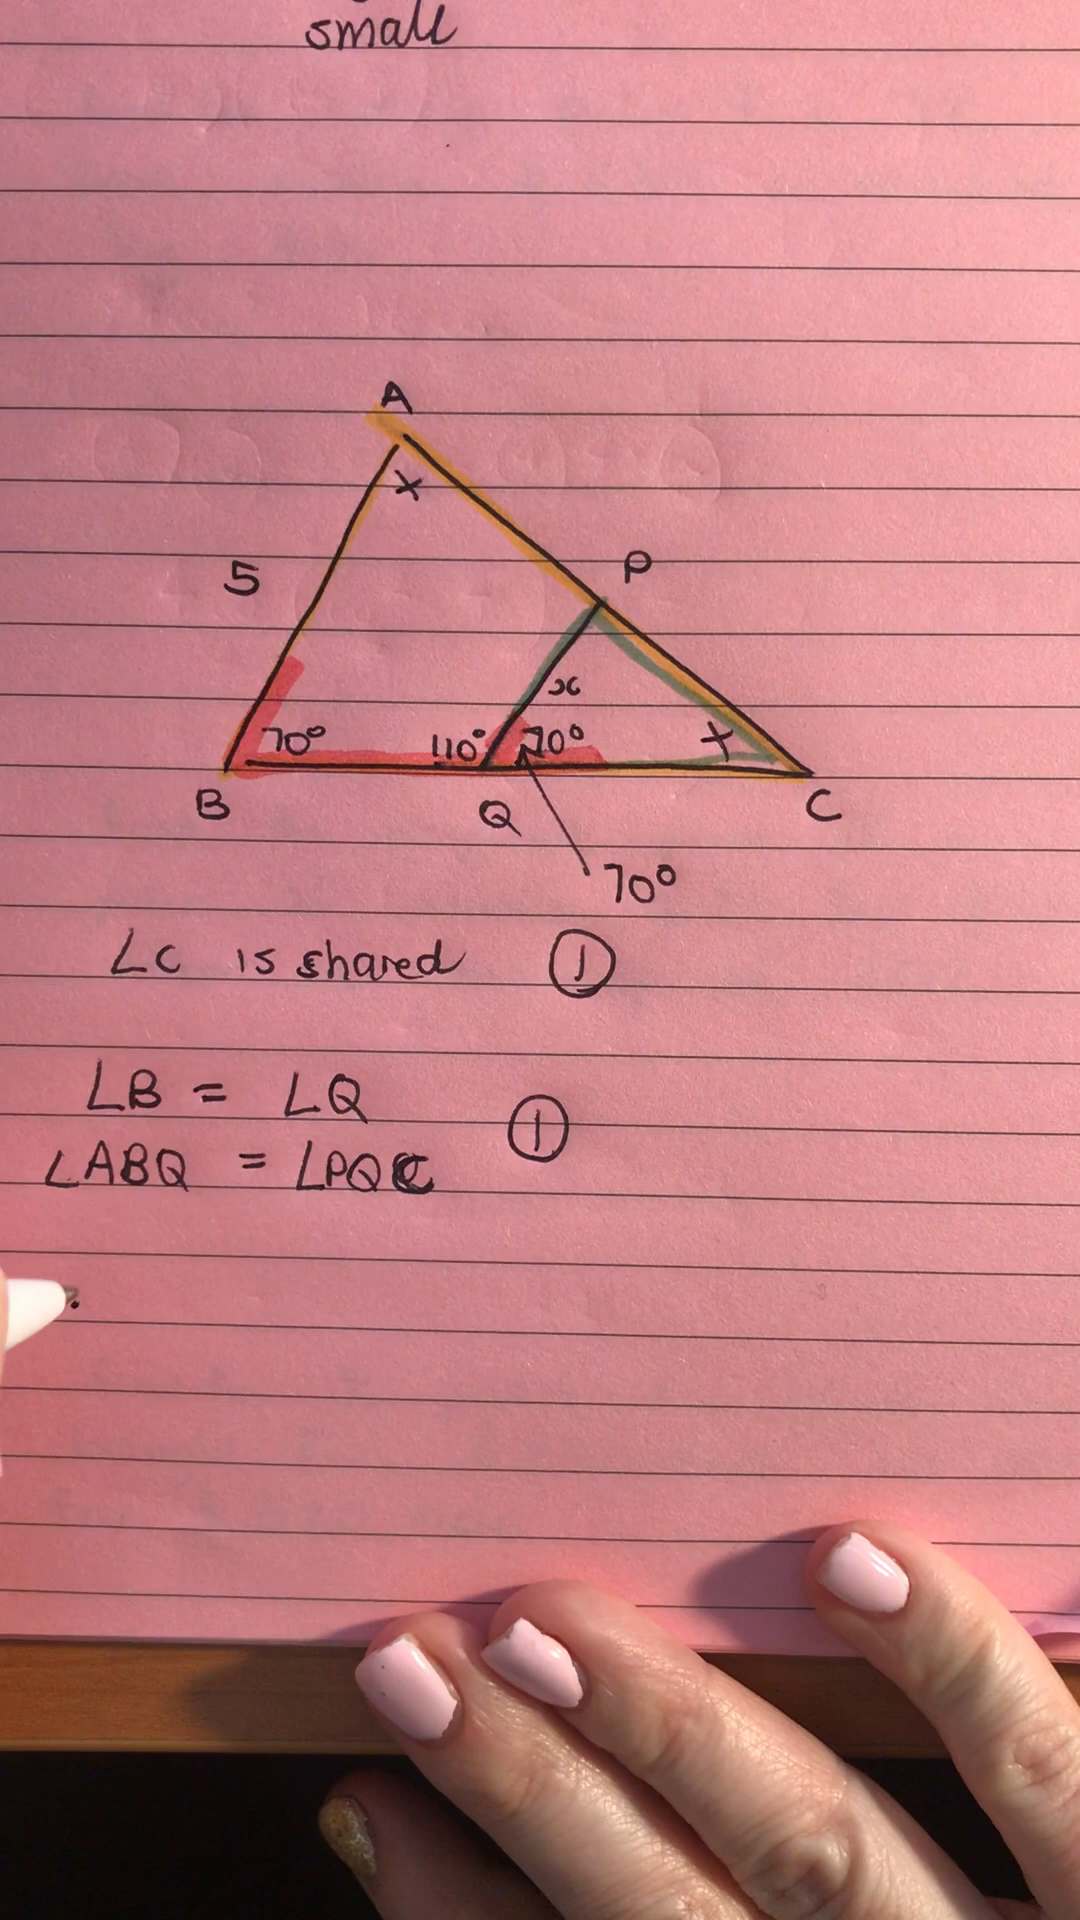 small
A
x
P
5
x
70° 110° 70° x
B Q C
70°
∠C is shared ①
∠B = ∠Q
①
∠ABQ = ∠PQC